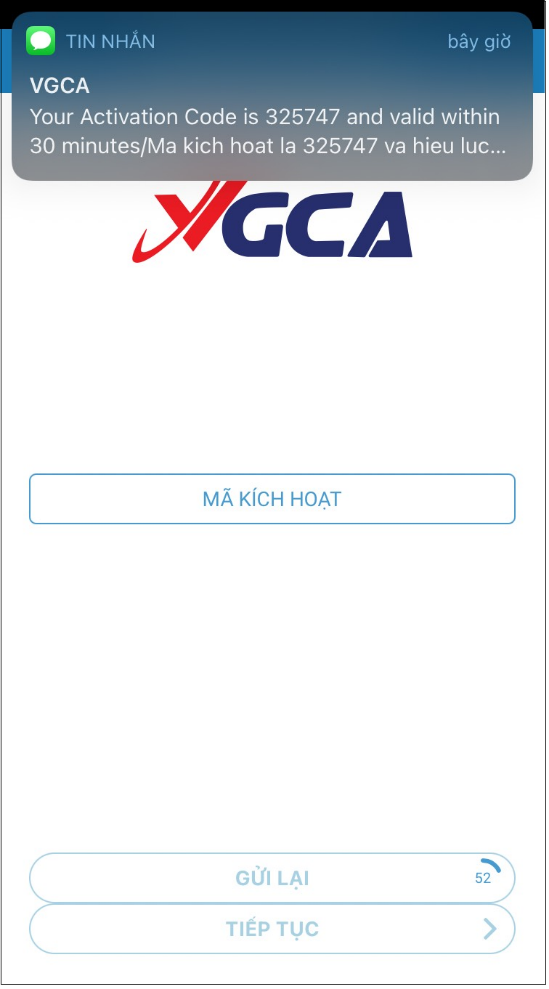 TIN NHẮN
bây giờ
VGCA
Your Activation Code is 325747 and valid within
30 minutes/Ma kich hoat la 325747 va hieu luc...
VGCA
MÃ KÍCH HOẠT
GỬI LẠI
52
TIẾP TỤC